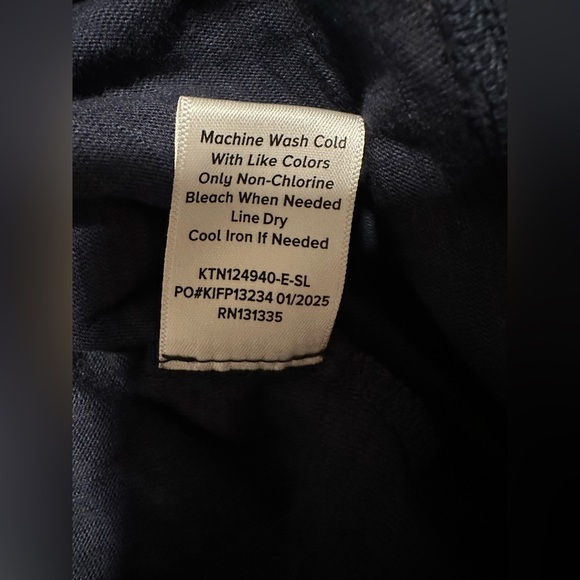 Machine Wash Cold
With Like Colors
Only Non-Chlorine
Bleach When Needed
Line Dry
Cool Iron If Needed
KTN124940-E-SL
PO#KIFP13234 01/2025
RN131335